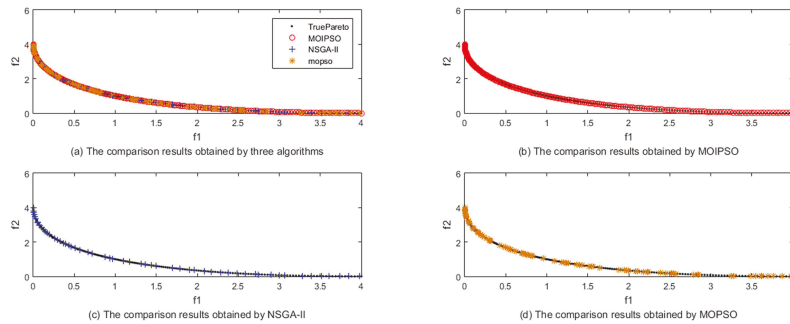 6
4
2
0
f2
0 0.5 1 1.5 2 2.5 3 3.5 4
f1
TruePareto
MOIPSO
NSGA-II
mopso
(a) The comparison results obtained by three algorithms
6
4
2
0
f2
0 0.5 1 1.5 2 2.5 3 3.5
f1
(b) The comparison results obtained by MOIPSO
6
4
2
0
f2
0 0.5 1 1.5 2 2.5 3 3.5 4
f1
(c) The comparison results obtained by NSGA-II
6
4
2
0
f2
0 0.5 1 1.5 2 2.5 3 3.5
f1
(d) The comparison results obtained by MOPSO